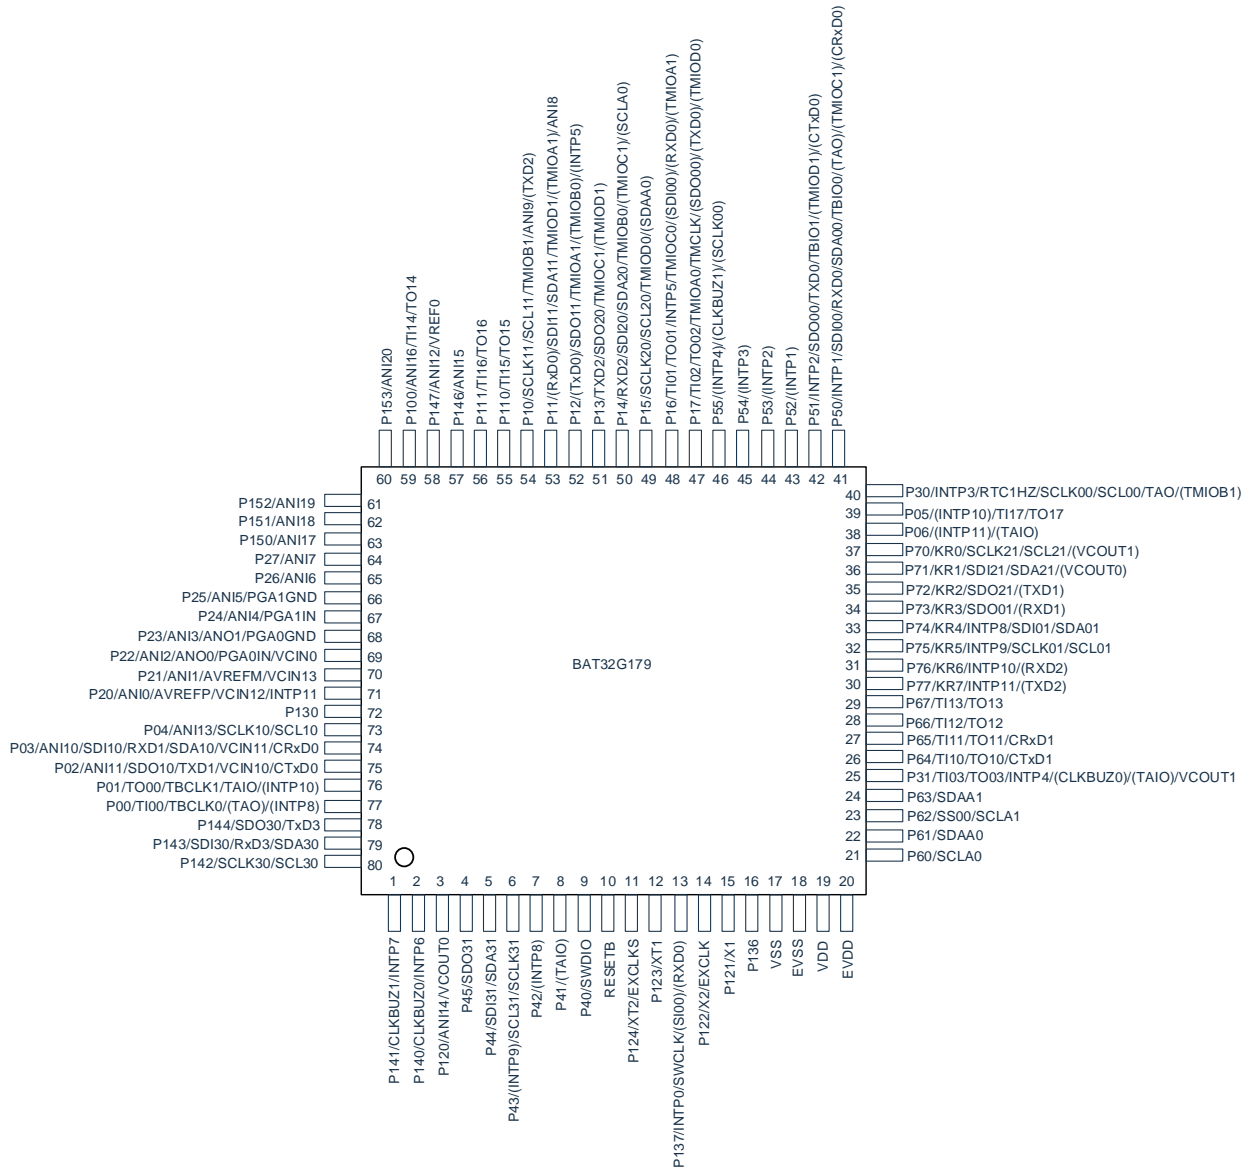 P153/ANI20
P100/ANI16/TI14/TO14
P147/ANI12/VREF0
P146/ANI15
P111/TI16/TO16
P110/TI15/TO15
P10/SCLK11/SCL11/TMIOB1/ANI9/(TXD2)
P11/(RxD0)/SDI11/SDA11/TMIOD1/(TMIOA1)/ANI8
P12/(TxD0)/SDO11/TMIOA1/(TMIOB0)/(INTP5)
P13/TXD2/SDO20/TMIOC1/(TMIOD1)
P14/RXD2/SDI20/SDA20/TMIOB0/(TMIOC1)/(SCLA0)
P15/SCLK20/SCL20/TMIOD0/(SDAA0)
P16/TI01/TO01/INTP5/TMIOC0/(SDI00)/(RXD0)/(TMIOA1)
P17/TI02/TO02/TMIOA0/TMCLK/(SDO00)/(TXD0)/(TMIOD0)
P55/(INTP4)/(CLKBUZ1)/(SCLK00)
P54/(INTP3)
P53/(INTP2)
P52/(INTP1)
P51/INTP2/SDO00/TXD0/TBIO1/(TMIOD1)/(CTxD0)
P50/INTP1/SDI00/RXD0/SDA00/TBIO0/(TAO)/(TMIOC1)/(CRxD0)
60 59 58 57 56 55 54 53 52 51 50 49 48 47 46 45 44 43 42 41
P152/ANI19 61
P151/ANI18 62
P150/ANI17 63
P27/ANI7 64
P26/ANI6 65
P25/ANI5/PGA1GND 66
P24/ANI4/PGA1IN 67
P23/ANI3/ANO1/PGA0GND 68
P22/ANI2/ANO0/PGA0IN/VCIN0 69
P21/ANI1/AVREFM/VCIN13 70
P20/ANI0/AVREFP/VCIN12/INTP11 71
P130 72
P04/ANI13/SCLK10/SCL10 73
P03/ANI10/SDI10/RXD1/SDA10/VCIN11/CRxD0 74
P02/ANI11/SDO10/TXD1/VCIN10/CTxD0 75
P01/TO00/TBCLK1/TAIO/(INTP10) 76
P00/TI00/TBCLK0/(TAO)/(INTP8) 77
P144/SDO30/TxD3 78
P143/SDI30/RxD3/SDA30 79
P142/SCLK30/SCL30 80
BAT32G179
40 P30/INTP3/RTC1HZ/SCLK00/SCL00/TAO/(TMIOB1)
39 P05/(INTP10)/TI17/TO17
38 P06/(INTP11)/(TAIO)
37 P70/KR0/SCLK21/SCL21/(VCOUT1)
36 P71/KR1/SDI21/SDA21/(VCOUT0)
35 P72/KR2/SDO21/(TXD1)
34 P73/KR3/SDO01/(RXD1)
33 P74/KR4/INTP8/SDI01/SDA01
32 P75/KR5/INTP9/SCLK01/SCL01
31 P76/KR6/INTP10/(RXD2)
30 P77/KR7/INTP11/(TXD2)
29 P67/TI13/TO13
28 P66/TI12/TO12
27 P65/TI11/TO11/CRxD1
26 P64/TI10/TO10/CTxD1
25 P31/TI03/TO03/INTP4/(CLKBUZ0)/(TAIO)/VCOUT1
24 P63/SDAA1
23 P62/SS00/SCLA1
22 P61/SDAA0
21 P60/SCLA0
1 2 3 4 5 6 7 8 9 10 11 12 13 14 15 16 17 18 19 20
P141/CLKBUZ1/INTP7
P140/CLKBUZ0/INTP6
P120/ANI14/VCOUT0
P45/SDO31
P44/SDI31/SDA31
P43/(INTP9)/SCL31/SCLK31
P42/(INTP8)
P41/(TAIO)
P40/SWDIO
RESETB
P124/XT2/EXCLKS
P123/XT1
P137/INTP0/SWCLK/(SI00)/(RXD0)
P122/X2/EXCLK
P121/X1
P136
VSS
EVSS
VDD
EVDD